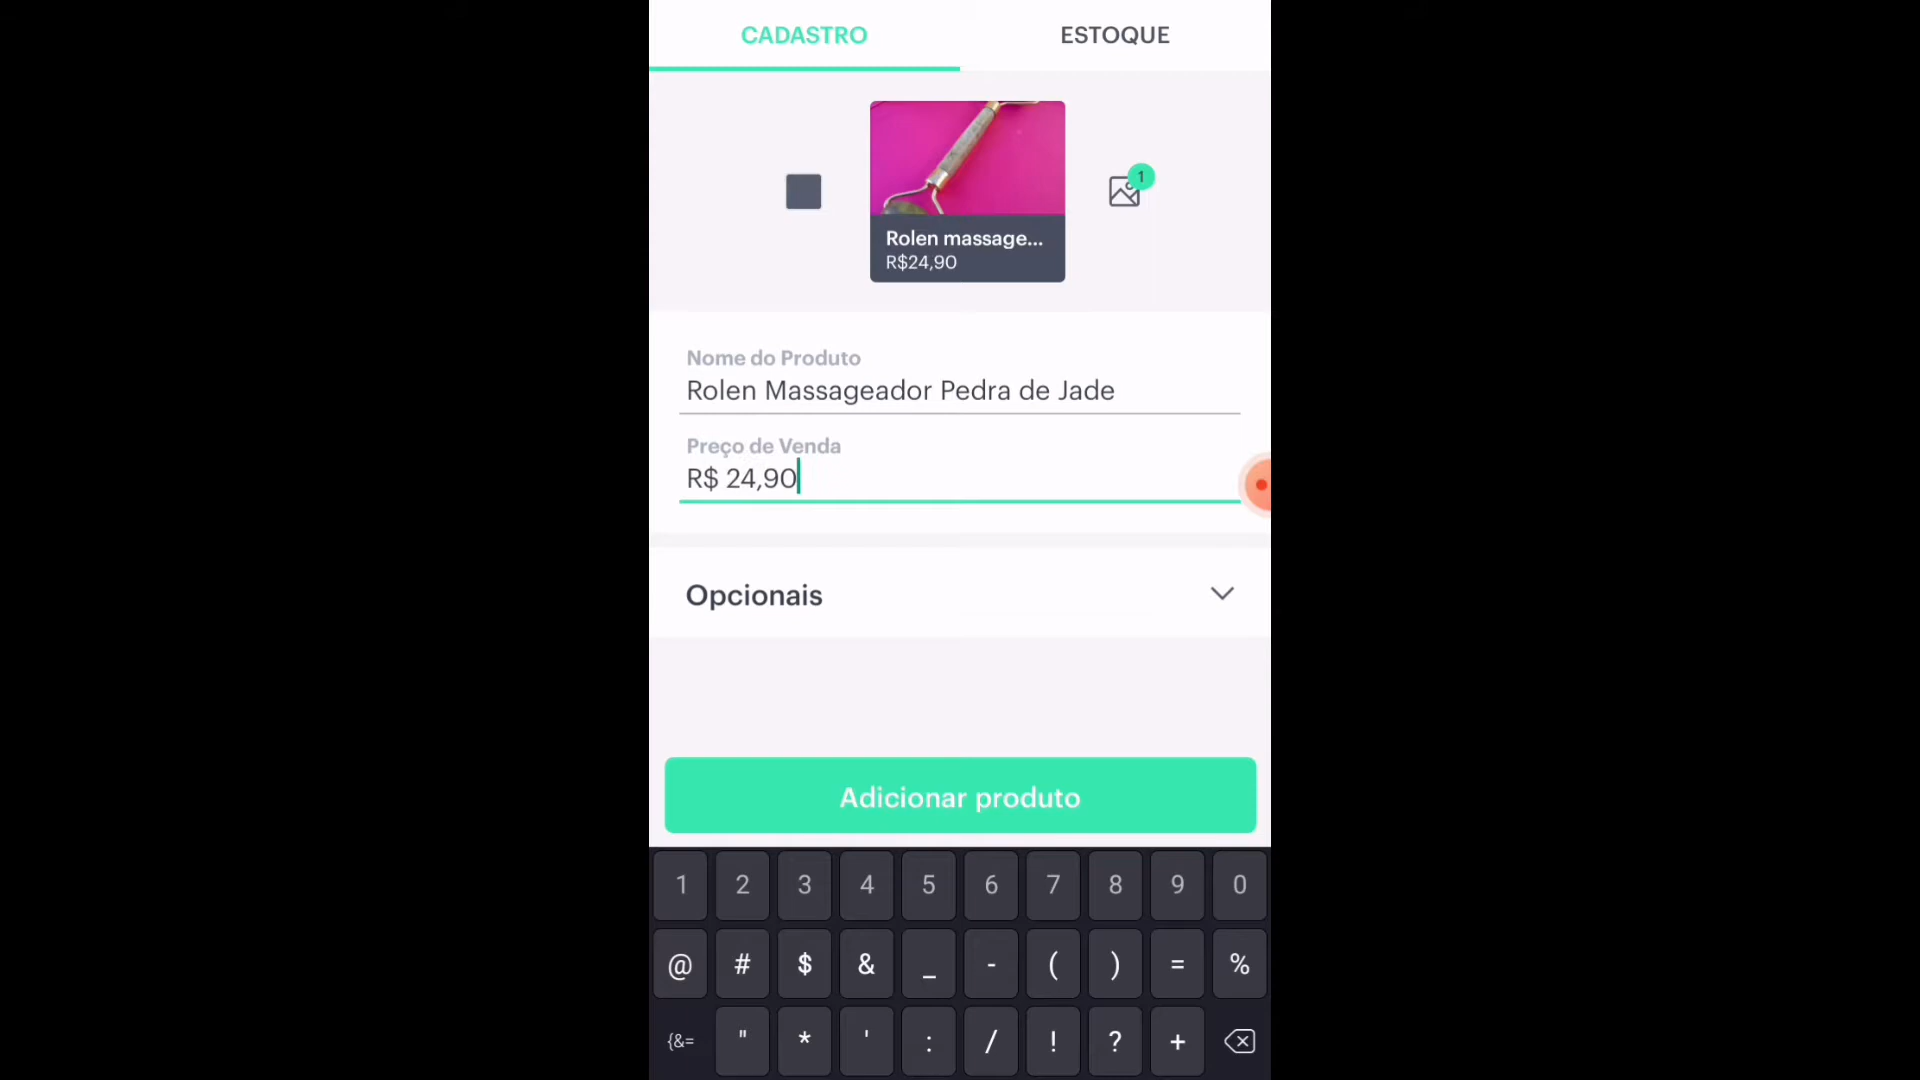 CADASTRO ESTOQUE
1
Rolen massage...
R$24,90
Nome do Produto
Rolen Massageador Pedra de Jade
Preço de Venda
R$ 24,90
Opcionais
Adicionar produto
1 2 3 4 5 6 7 8 9 0
@ # $ & _ - ( ) = %
{&= " * ' : / ! ? +